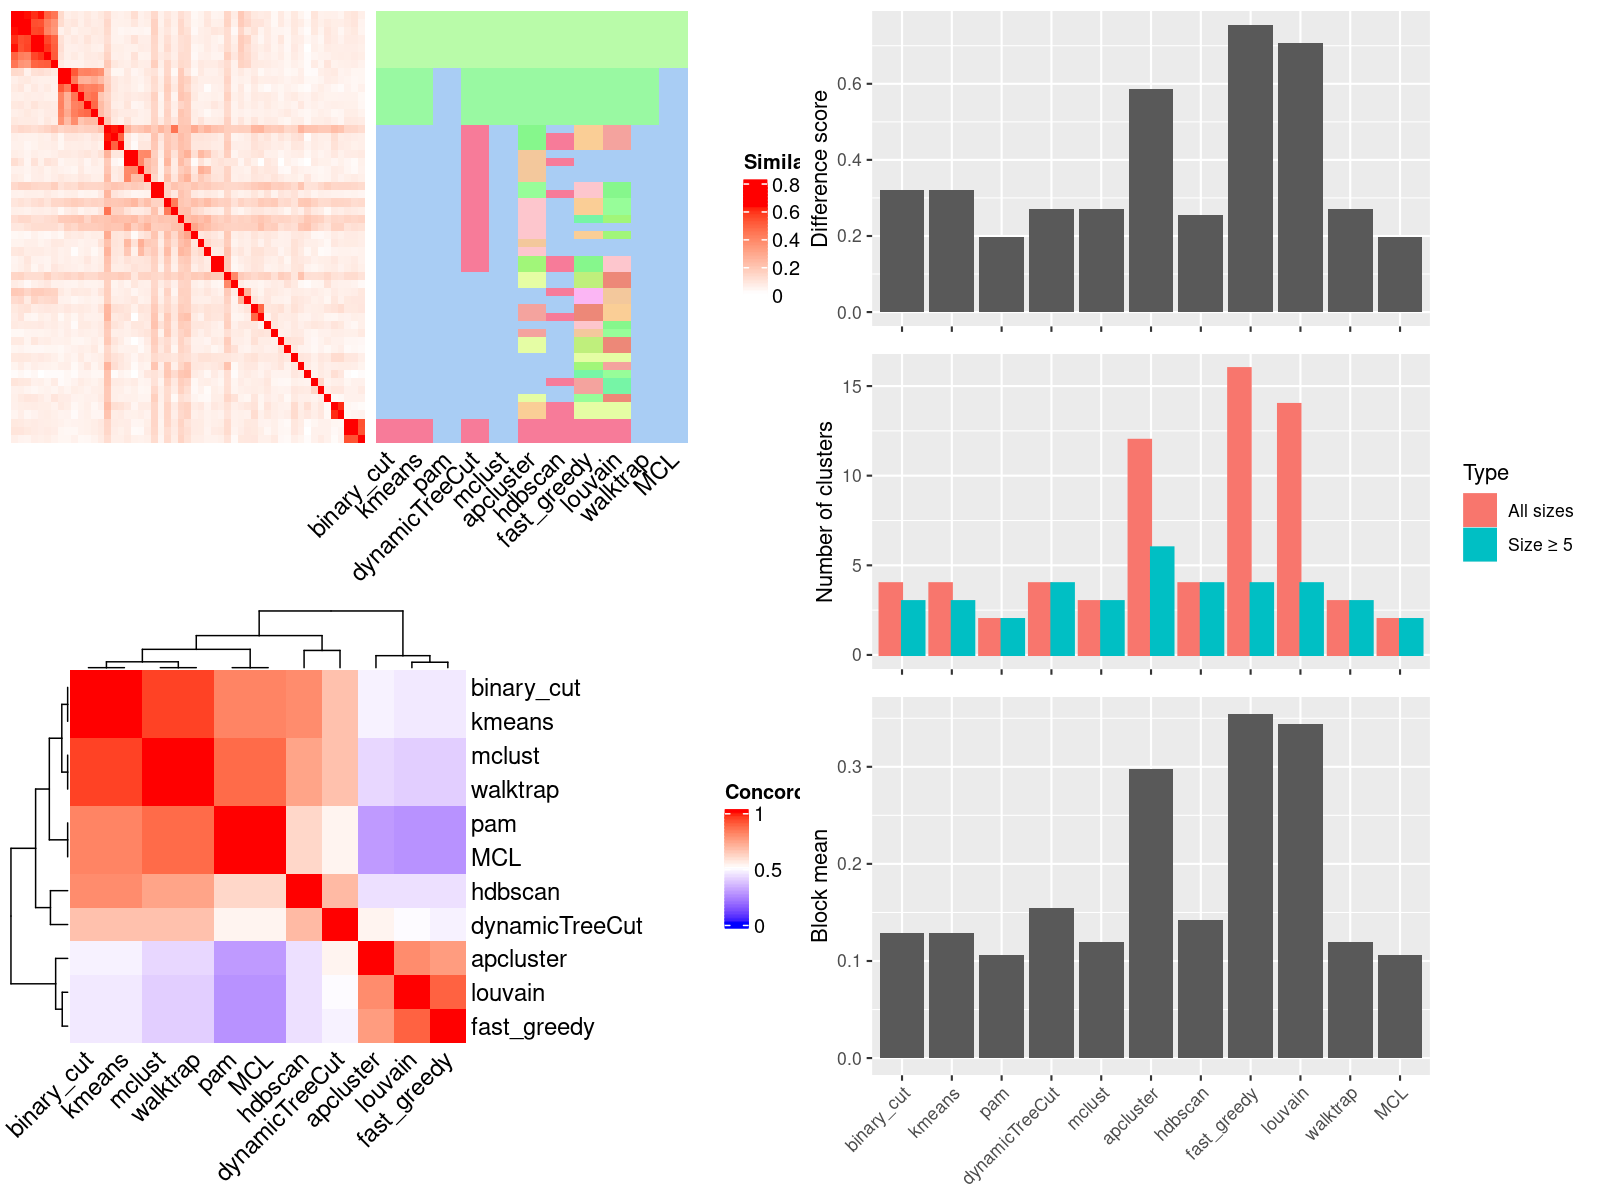 Simila
0.8
0.6
0.4
0.2
0
binary_cut
kmeans
pam
dynamicTreeCut
mclust
apcluster
hdbscan
fast_greedy
louvain
walktrap
MCL
binary_cut
kmeans
mclust
walktrap
pam
MCL
hdbscan
dynamicTreeCut
apcluster
louvain
fast_greedy
binary_cut
kmeans
mclust
walktrap
pam
MCL
hdbscan
dynamicTreeCut
apcluster
louvain
fast_greedy
Concord
1
0.5
0
Difference score
0.6
0.4
0.2
0.0
Number of clusters
15
10
5
0
Type
All sizes
Size ≥ 5
Block mean
0.3
0.2
0.1
0.0
binary_cut
kmeans
pam
dynamicTreeCut
mclust
apcluster
hdbscan
fast_greedy
louvain
walktrap
MCL